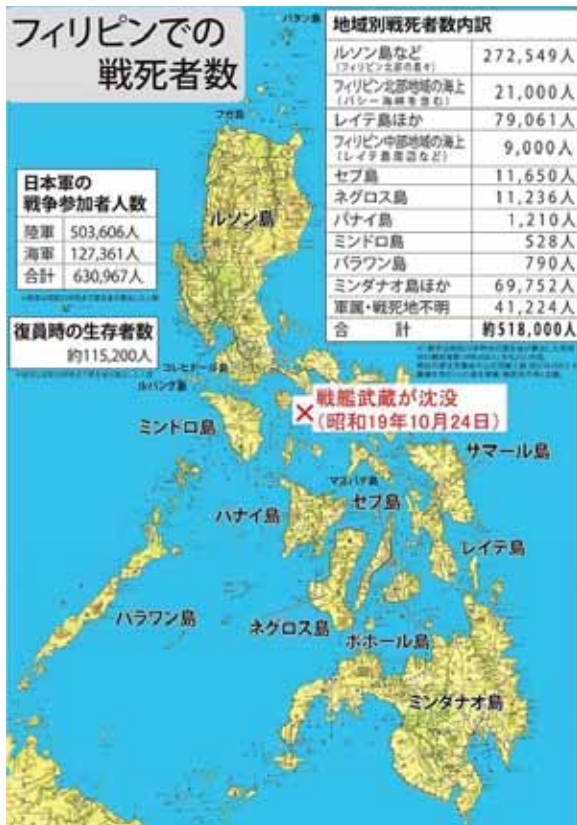 フィリピンでの
戦死者数
地域別戦死者数内訳
ルソン島など 272,549人
(フィリピン北部の島々)
フィリピン北部地域の海上 21,000人
(バシー海峡を含む)
レイテ島ほか 79,061人
フィリピン中部地域の海上 9,000人
(レイテ島周辺など)
セブ島 11,650人
ネグロス島 11,236人
パナイ島 1,210人
ミンドロ島 528人
パラワン島 790人
ミンダナオ島ほか 69,752人
軍属・戦死地不明 41,224人
合計 約518,000人
日本軍の
戦争参加者人数
陸軍 503,606人
海軍 127,361人
合計 630,967人
復員時の生存者数
約115,200人
バタン島
フガ島
ルソン島
コレヒドール島
ルバング島
戦艦武蔵が沈没
(昭和19年10月24日)
ミンドロ島
サマール島
マスバテ島
セブ島
パナイ島
レイテ島
パラワン島
ネグロス島
ボホール島
ミンダナオ島